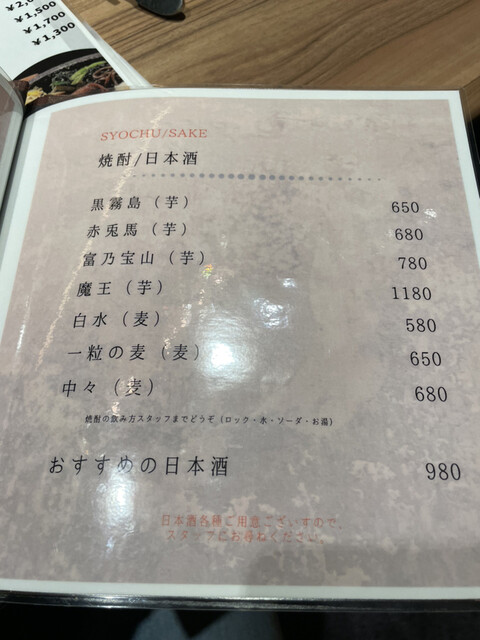 ¥1,500
¥1,700
¥1,300
SYOCHU/SAKE
焼酎/日本酒
黒霧島（芋） 650
赤兎馬（芋） 680
富乃宝山（芋） 780
魔王（芋） 1180
白水（麦） 580
一粒の麦（麦） 650
中々（麦） 680
焼酎の飲み方スタッフまでどうぞ（ロック・水・ソーダ・お湯）
おすすめの日本酒 980
日本酒各種ご用意ございますので、
スタッフにお尋ねください。